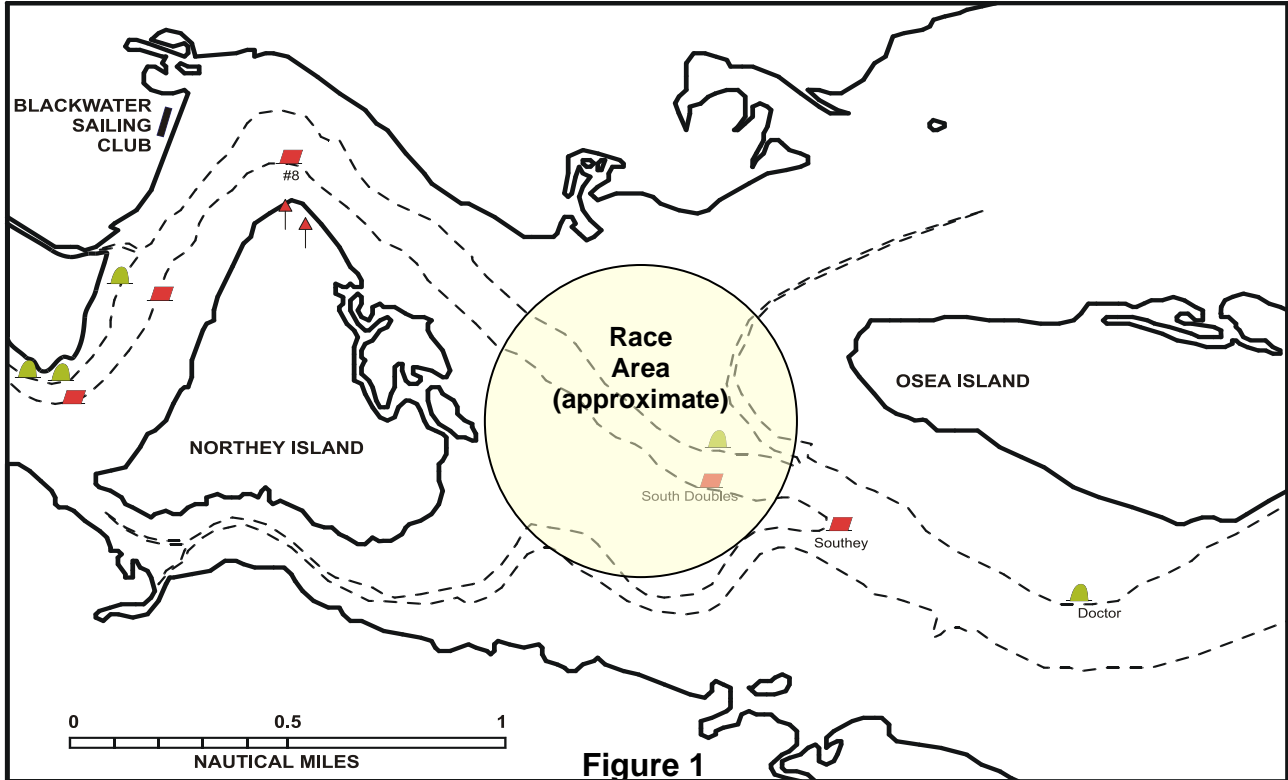 BLACKWATER
SAILING
CLUB
#8
Race
Area
(approximate)
OSEA ISLAND
NORTHEY ISLAND
South Doubles
Southey
Doctor
0 0.5 1
NAUTICAL MILES
Figure 1